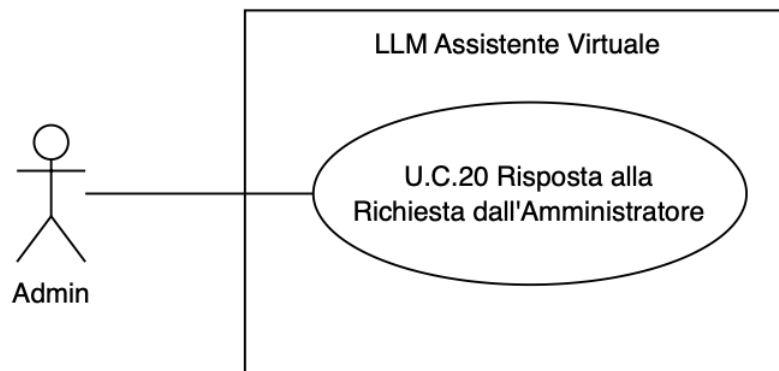 LLM Assistente Virtuale
U.C.20 Risposta alla
Richiesta dall'Amministratore
Admin